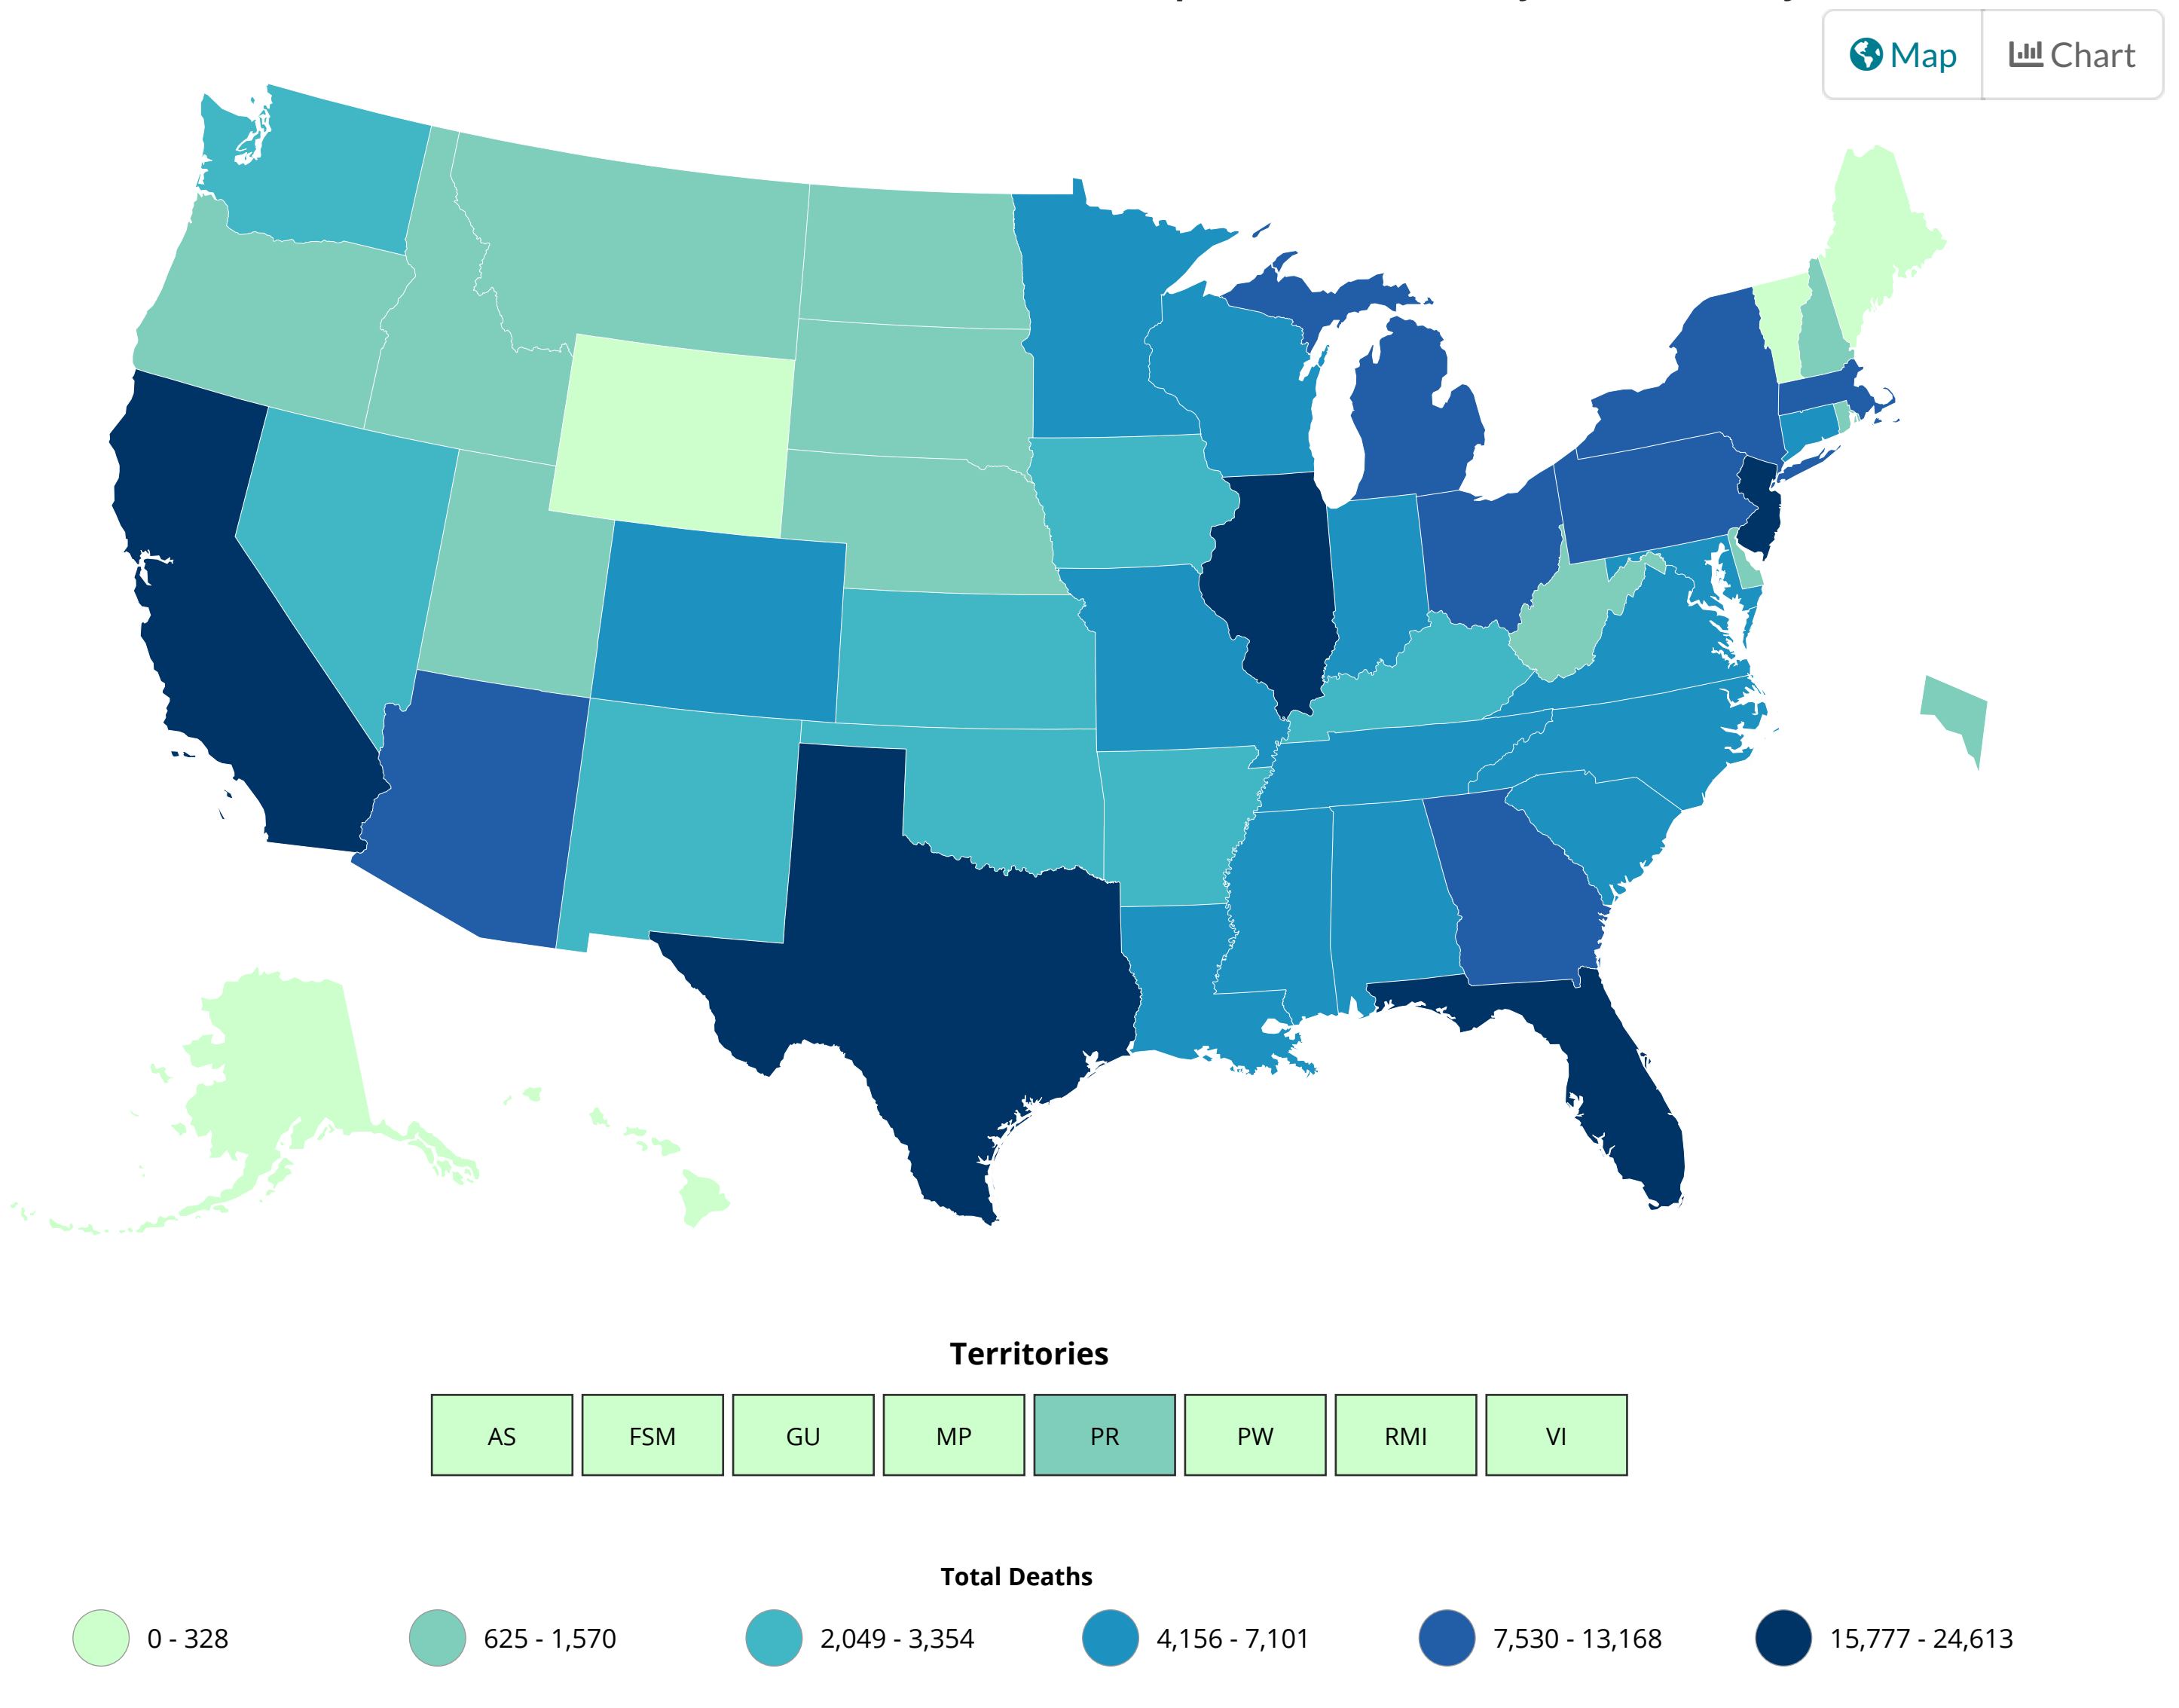 Map Chart
Territories
AS FSM GU MP PR PW RMI VI
Total Deaths
0 - 328 625 - 1,570 2,049 - 3,354 4,156 - 7,101 7,530 - 13,168 15,777 - 24,613